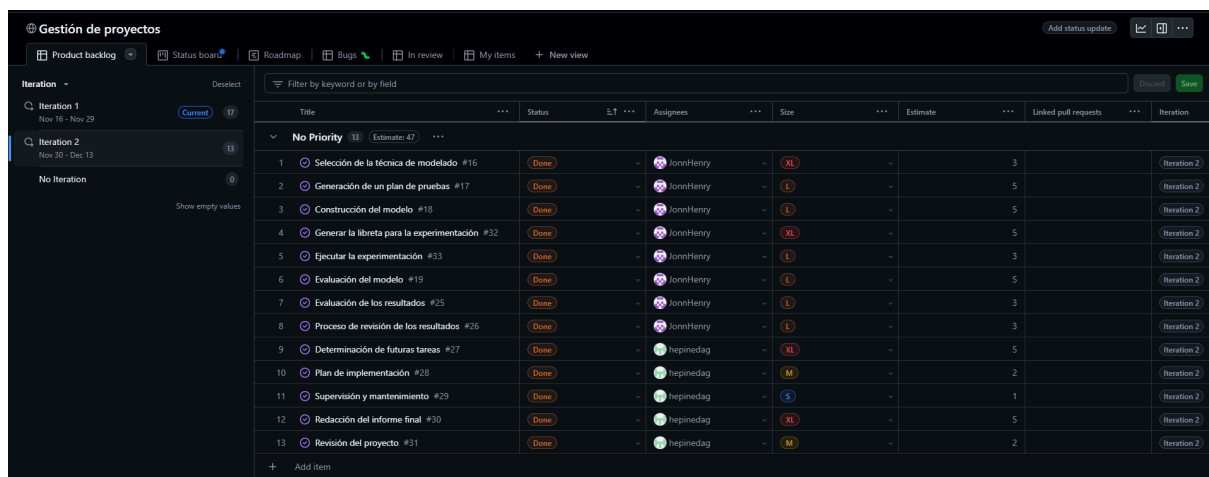 Gestión de proyectos
Add status update
Product backlog
Status board
Roadmap
Bugs
In review
My items
+ New view
Iteration
Deselect
Iteration 1
Nov 16 - Nov 29
Current
17
Iteration 2
Nov 30 - Dec 13
13
No Iteration
0
Show empty values
Filter by keyword or by field
Discard
Save
Title Status Assignees Size Estimate Linked pull requests Iteration
No Priority 13 Estimate: 47
1 Selección de la técnica de modelado #16 Done JonnHenry XL 3 Iteration 2
2 Generación de un plan de pruebas #17 Done JonnHenry L 5 Iteration 2
3 Construcción del modelo #18 Done JonnHenry L 5 Iteration 2
4 Generar la libreta para la experimentación #32 Done JonnHenry XL 5 Iteration 2
5 Ejecutar la experimentación #33 Done JonnHenry L 3 Iteration 2
6 Evaluación del modelo #19 Done JonnHenry L 5 Iteration 2
7 Evaluación de los resultados #25 Done JonnHenry L 3 Iteration 2
8 Proceso de revisión de los resultados #26 Done JonnHenry L 3 Iteration 2
9 Determinación de futuras tareas #27 Done hepinedag XL 5 Iteration 2
10 Plan de implementación #28 Done hepinedag M 2 Iteration 2
11 Supervisión y mantenimiento #29 Done hepinedag S 1 Iteration 2
12 Redacción del informe final #30 Done hepinedag XL 5 Iteration 2
13 Revisión del proyecto #31 Done hepinedag M 2 Iteration 2
+ Add item